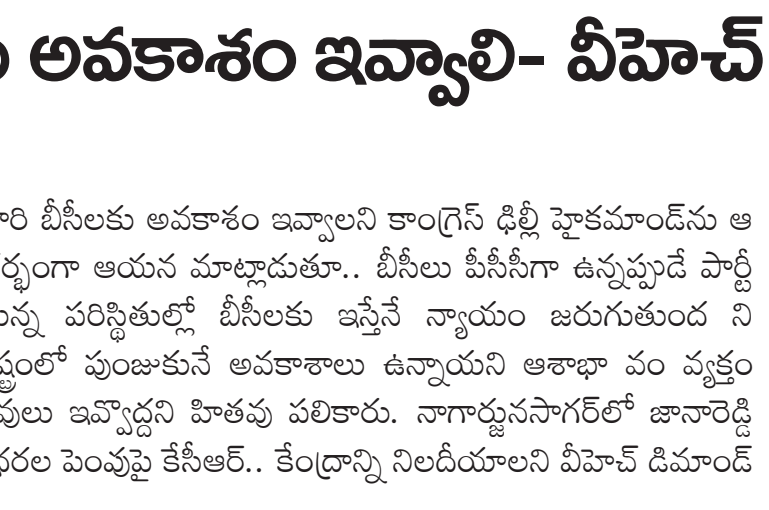 అవకాశం ఇవ్వాలి- వీహెచ్
బీసీలకు అవకాశం ఇవ్వాలని కాంగ్రెస్ ఢిల్లీ హైకమాండ్‌ను ఆ
ఆయన మాట్లాడుతూ.. బీసీలు పీసీసీగా ఉన్నప్పుడే పార్టీ
పరిస్థితుల్లో బీసీలకు ఇస్తేనే న్యాయం జరుగుతుంద ని
పుంజుకునే అవకాశాలు ఉన్నాయని ఆశాభా వం వ్యక్తం
ఇవ్వొద్దని హితవు పలికారు. నాగార్జునసాగర్‌లో జానారెడ్డి
పెంవుపై కేసీఆర్.. కేంద్రాన్ని నిలదీయాలని వీహెచ్ డిమాండ్